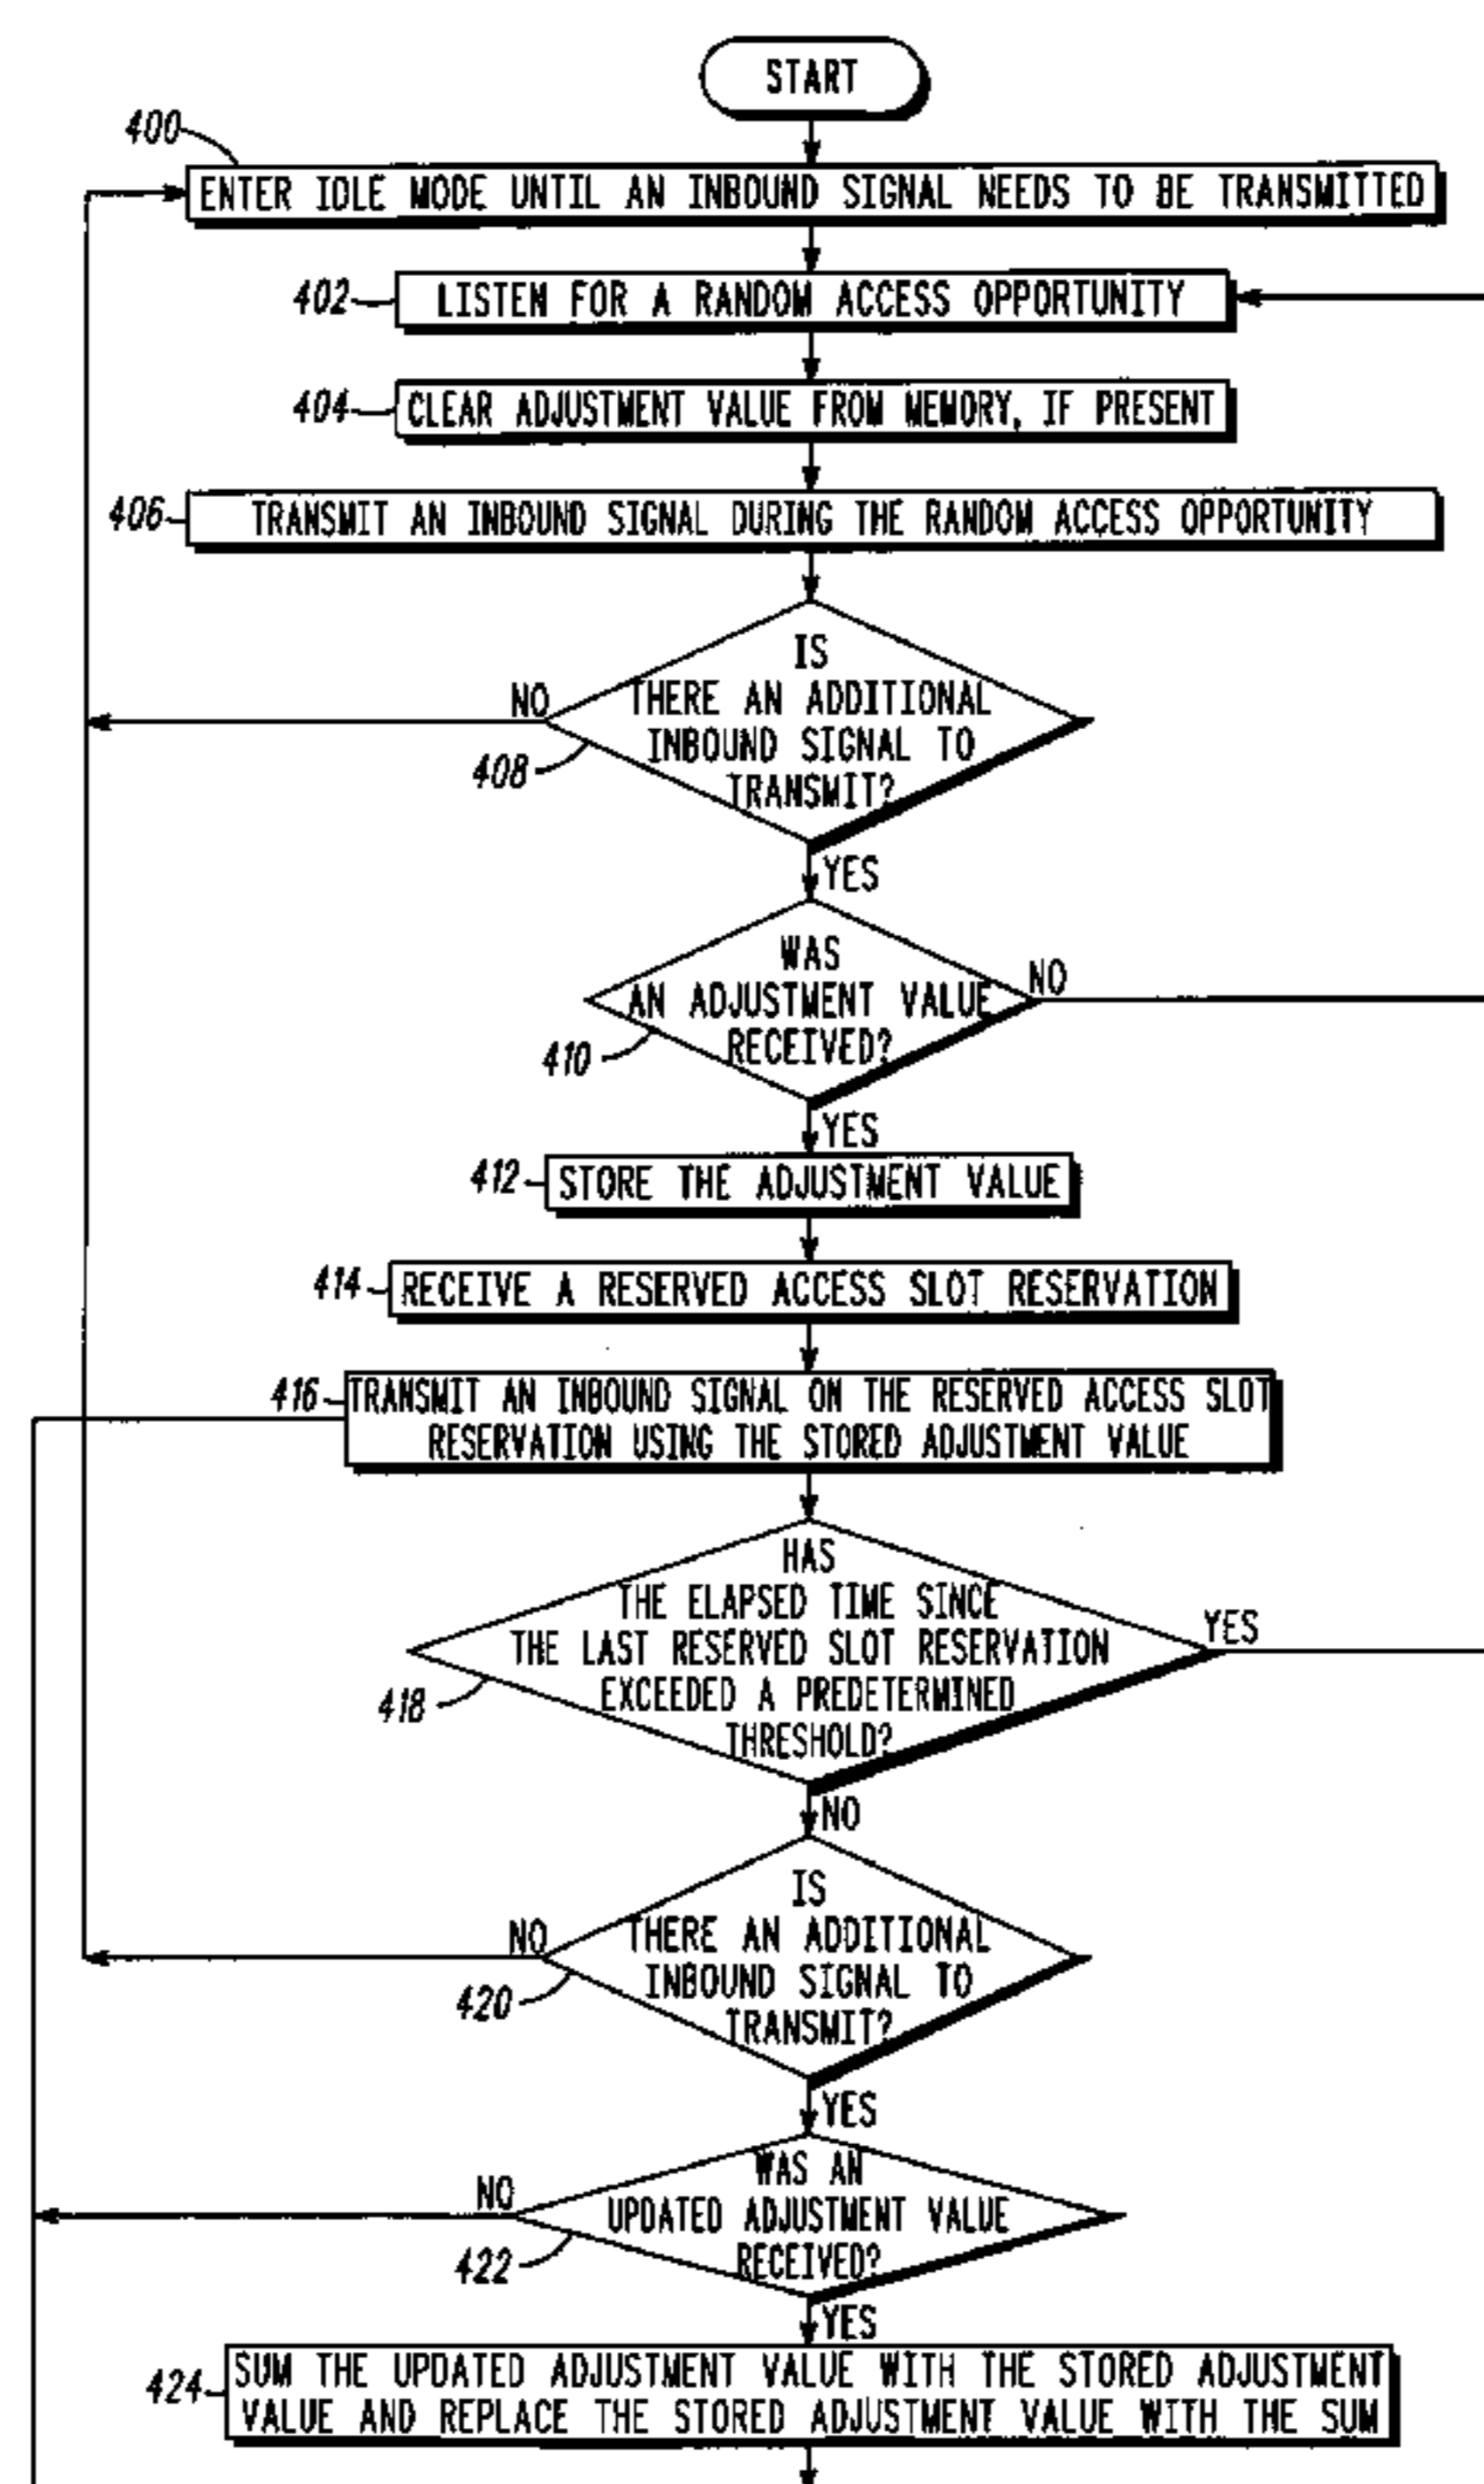 START
400
ENTER IDLE MODE UNTIL AN INBOUND SIGNAL NEEDS TO BE TRANSMITTED
402
LISTEN FOR A RANDOM ACCESS OPPORTUNITY
404
CLEAR ADJUSTMENT VALUE FROM MEMORY, IF PRESENT
406
TRANSMIT AN INBOUND SIGNAL DURING THE RANDOM ACCESS OPPORTUNITY
IS
THERE AN ADDITIONAL
INBOUND SIGNAL TO
TRANSMIT?
NO
408
YES
WAS
AN ADJUSTMENT VALUE
RECEIVED?
NO
410
YES
412
STORE THE ADJUSTMENT VALUE
414
RECEIVE A RESERVED ACCESS SLOT RESERVATION
416
TRANSMIT AN INBOUND SIGNAL ON THE RESERVED ACCESS SLOT
RESERVATION USING THE STORED ADJUSTMENT VALUE
HAS
THE ELAPSED TIME SINCE
THE LAST RESERVED SLOT RESERVATION
EXCEEDED A PREDETERMINED
THRESHOLD?
YES
418
NO
IS
THERE AN ADDITIONAL
INBOUND SIGNAL TO
TRANSMIT?
NO
420
YES
WAS AN
UPDATED ADJUSTMENT VALUE
RECEIVED?
NO
422
YES
424
SUM THE UPDATED ADJUSTMENT VALUE WITH THE STORED ADJUSTMENT
VALUE AND REPLACE THE STORED ADJUSTMENT VALUE WITH THE SUM